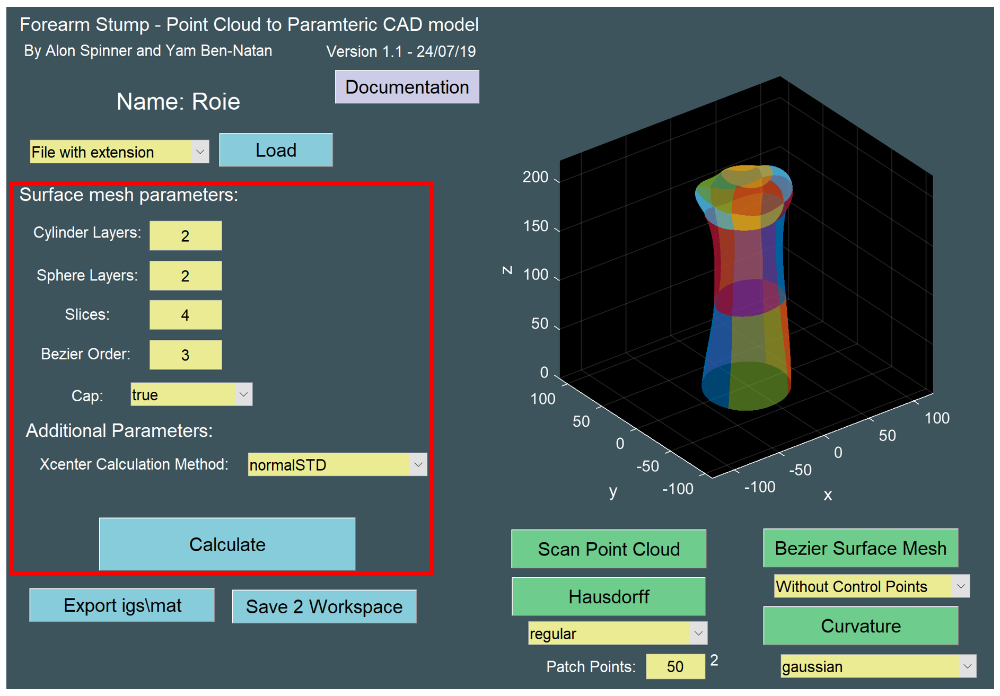 Forearm Stump - Point Cloud to Paramteric CAD model
By Alon Spinner and Yam Ben-Natan
Version 1.1 - 24/07/19
Documentation
Name: Roie
File with extension
Load
Surface mesh parameters:
Cylinder Layers: 2
Sphere Layers: 2
Slices: 4
Bezier Order: 3
Cap: true
Additional Parameters:
Xcenter Calculation Method: normalSTD
Calculate
Export igs\mat
Save 2 Workspace
200
150
z
100
50
0
100
50
0
-50
-100
y
100
50
0
-50
-100
x
Scan Point Cloud
Bezier Surface Mesh
Without Control Points
Hausdorff
regular
Curvature
gaussian
Patch Points: 50 2